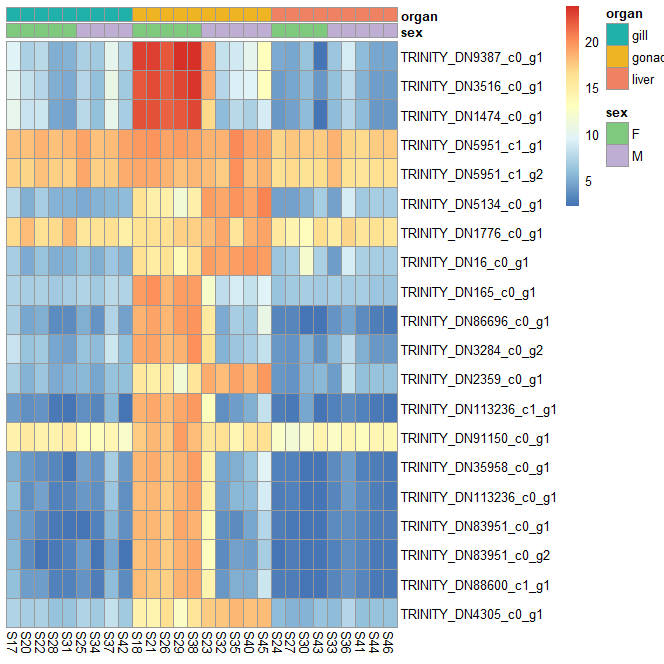 organ
sex
TRINITY_DN9387_c0_g1
TRINITY_DN3516_c0_g1
TRINITY_DN1474_c0_g1
TRINITY_DN5951_c1_g1
TRINITY_DN5951_c1_g2
TRINITY_DN5134_c0_g1
TRINITY_DN1776_c0_g1
TRINITY_DN16_c0_g1
TRINITY_DN165_c0_g1
TRINITY_DN86696_c0_g1
TRINITY_DN3284_c0_g2
TRINITY_DN2359_c0_g1
TRINITY_DN113236_c1_g1
TRINITY_DN91150_c0_g1
TRINITY_DN35958_c0_g1
TRINITY_DN113236_c0_g1
TRINITY_DN83951_c0_g1
TRINITY_DN83951_c0_g2
TRINITY_DN88600_c1_g1
TRINITY_DN4305_c0_g1
S17
S20
S22
S28
S31
S25
S34
S37
S42
S18
S21
S26
S29
S38
S23
S32
S35
S40
S45
S24
S27
S30
S43
S33
S36
S41
S44
S46
20
15
10
5
organ
gill
gonad
liver
sex
F
M